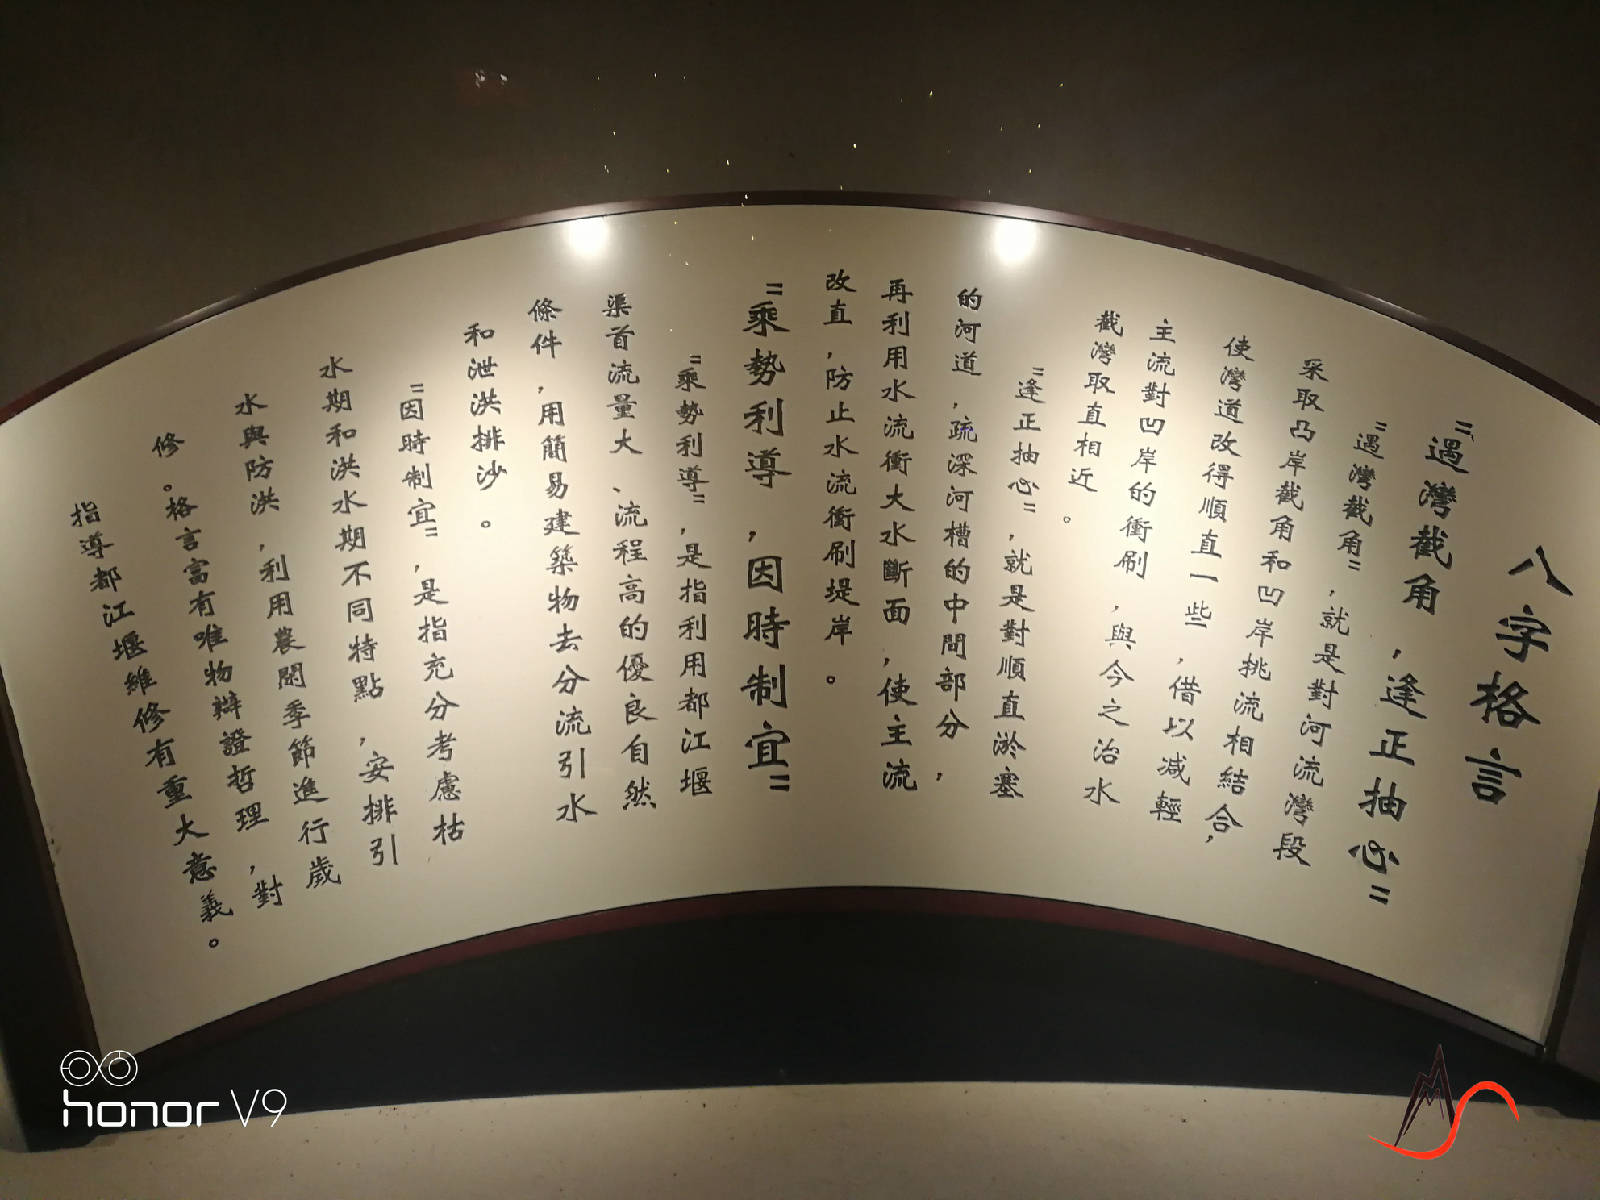 八字格言
"遇灣截角，逢正抽心"
"遇灣截角"，就是對河流灣段
采取凸岸截角和凹岸挑流相結合，
使灣道改得順直一些，借以減輕
主流對凹岸的衝刷，與今之治水
截灣取直相近。
"逢正抽心"，就是對順直淤塞
的河道，疏深河槽的中間部分，
再利用水流衝大水斷面，使主流
改直，防止水流衝刷堤岸。
"乘勢利導，因時制宜"
"乘勢利導"，是指利用都江堰
渠首流量大、流程高的優良自然
條件，用簡易建築物去分流引水
和泄洪排沙。
"因時制宜"，是指充分考慮枯
水期和洪水期不同特點，安排引
水與防洪，利用農閑季節進行歲
修。格言富有唯物辯證哲理，對
指導都江堰維修有重大意義。
honor V9